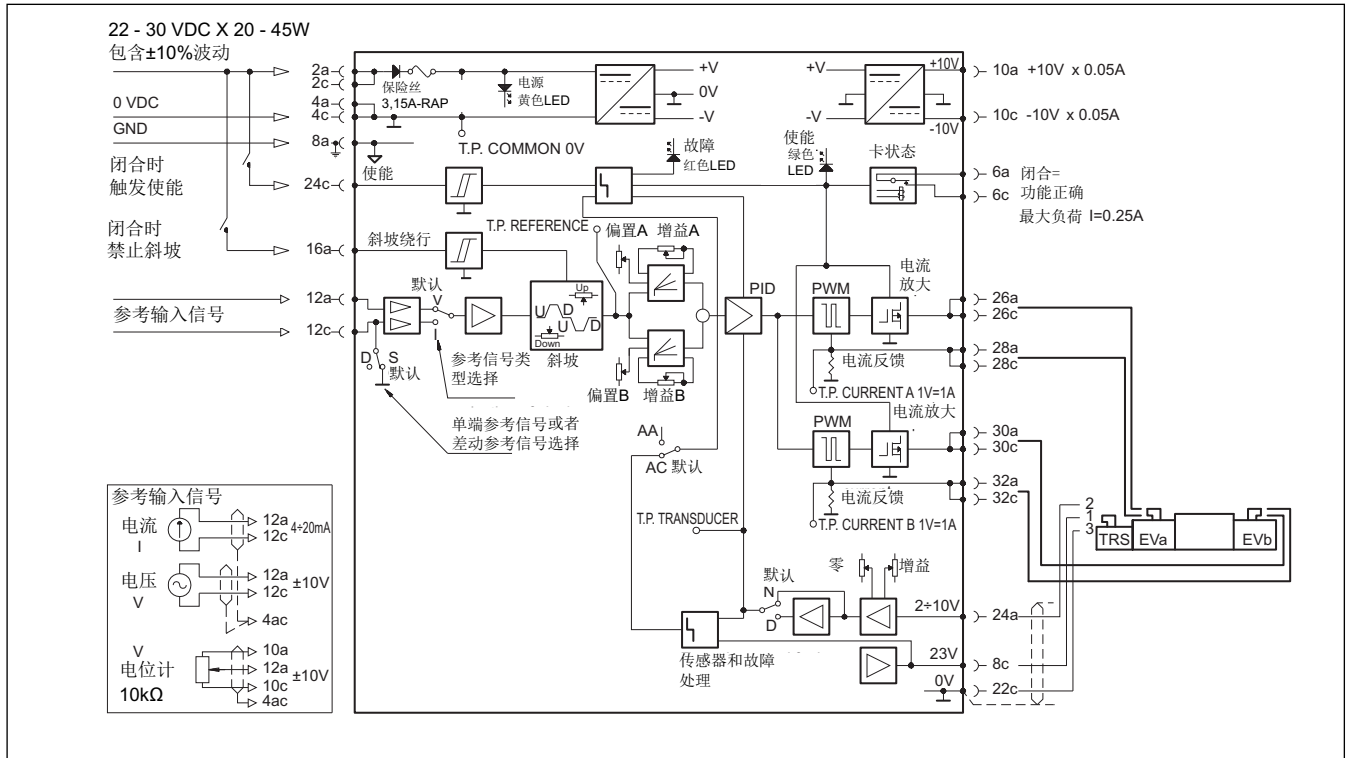 22 - 30 VDC X 20 - 45W
包含±10%波动
2a
2c
0 VDC
4a
4c
GND
8a
闭合时
触发使能
24c
闭合时
禁止斜坡
16a
12a
参考输入信号
12c
保险丝
3,15A-RAP
电源
黄色LED
+V
0V
-V
T.P. COMMON 0V
使能
故障
红色LED
使能
绿色
LED
+V
-V
+10V
-10V
10a +10V x 0.05A
10c -10V x 0.05A
卡状态
6a 闭合=
6c 功能正确
最大负荷 I=0.25A
斜坡绕行
T.P. REFERENCE
偏置A 增益A
默认
V
I
Up
U D
U D
Down
斜坡
参考信号类
型选择
D S
默认
单端参考信号或者
差动参考信号选择
偏置B 增益B
PID
PWM
电流
放大
26a
26c
28a
28c
电流反馈
T.P. CURRENT A 1V=1A
电流放大
PWM
30a
30c
32a
32c
电流反馈
T.P. CURRENT B 1V=1A
AA
AC 默认
T.P. TRANSDUCER
默认
N
D
零 增益
2÷10V
24a
传感器和故障
处理
23V
8c
0V
22c
2
1
3
TRS EVa EVb
参考输入信号
电流
I
12a
12c
4÷20mA
电压
V
12a
12c
±10V
4ac
V
电位计
10kΩ
10a
12a
10c
4ac
±10V